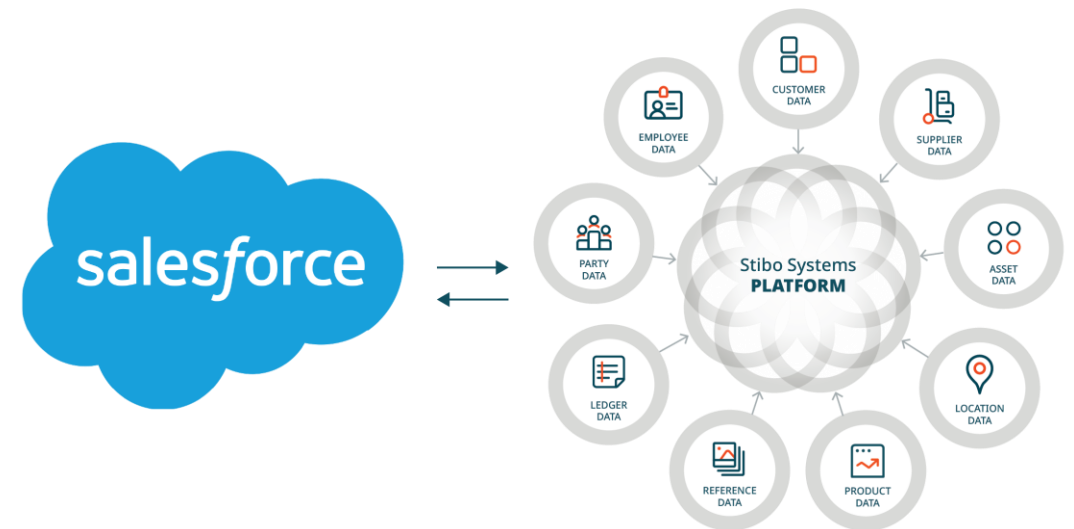 salesforce
CUSTOMER
DATA
EMPLOYEE
DATA
SUPPLIER
DATA
PARTY
DATA
Stibo Systems
PLATFORM
ASSET
DATA
LEDGER
DATA
LOCATION
DATA
REFERENCE
DATA
PRODUCT
DATA